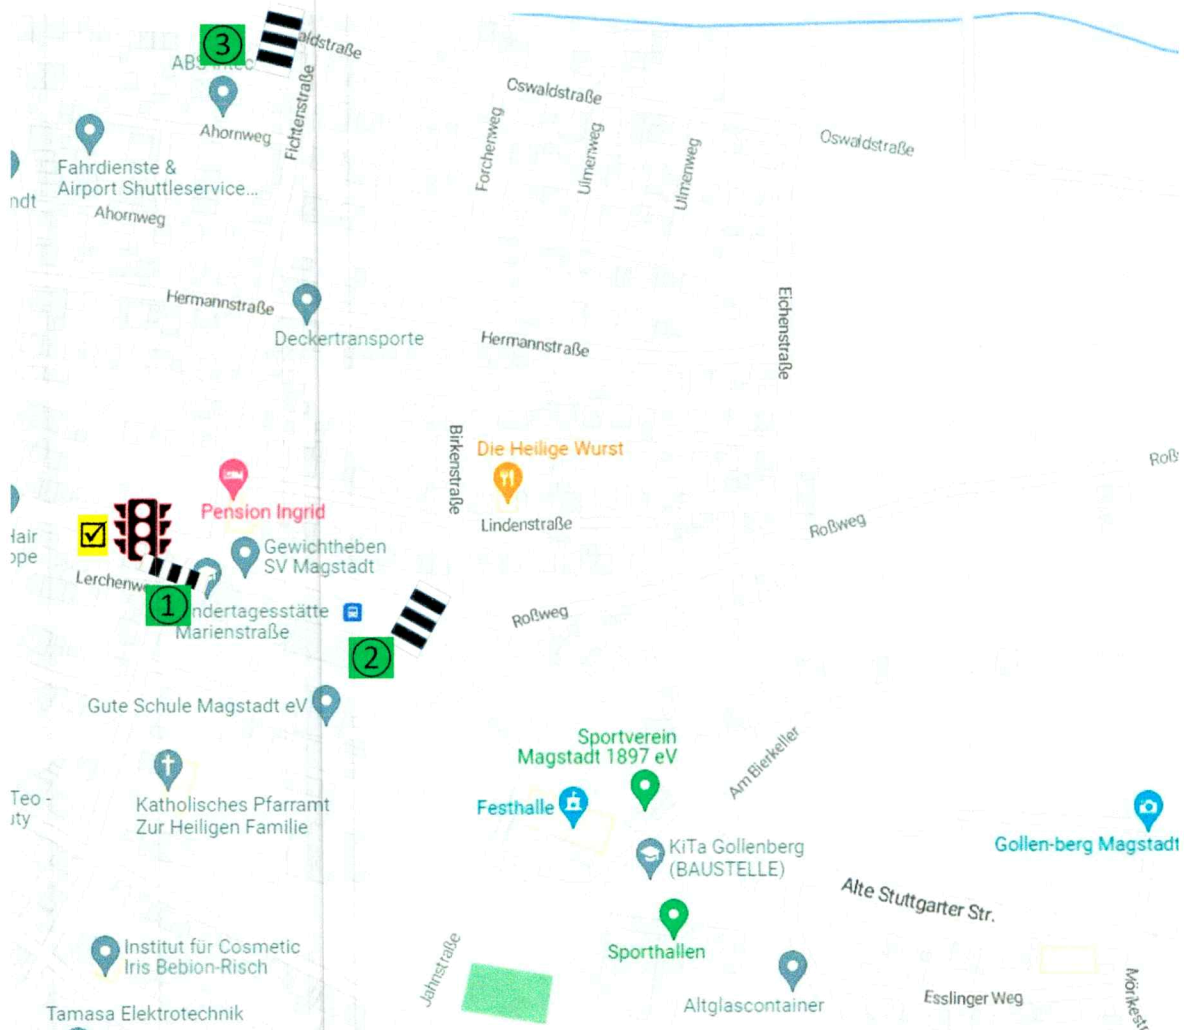 ③
aldstraße
Oswaldstraße
Fichtenstraße
Ahornweg
Forchenweg
Ulmenweg
Ulmenweg
Oswaldstraße
Fahrdienste &
Airport Shuttleservice...
ndt
Ahornweg
Hermannstraße
Deckertransporte
Hermannstraße
Eichenstraße
Birkenstraße
Die Heilige Wurst
Lindenstraße
Roßweg
Pension Ingrid
Gewichtheben
SV Magstadt
①
ndertagesstätte
Marienstraße
Roßweg
②
Gute Schule Magstadt eV
Sportverein
Magstadt 1897 eV
Am Bierkeller
Katholisches Pfarramt
Zur Heiligen Familie
Festhalle
KiTa Gollenberg
(BAUSTELLE)
Gollen-berg Magstadt
Alte Stuttgarter Str.
Institut für Cosmetic
Iris Bebion-Risch
Jahnstraße
Sporthallen
Altglascontainer
Esslinger Weg
Tamasa Elektrotechnik